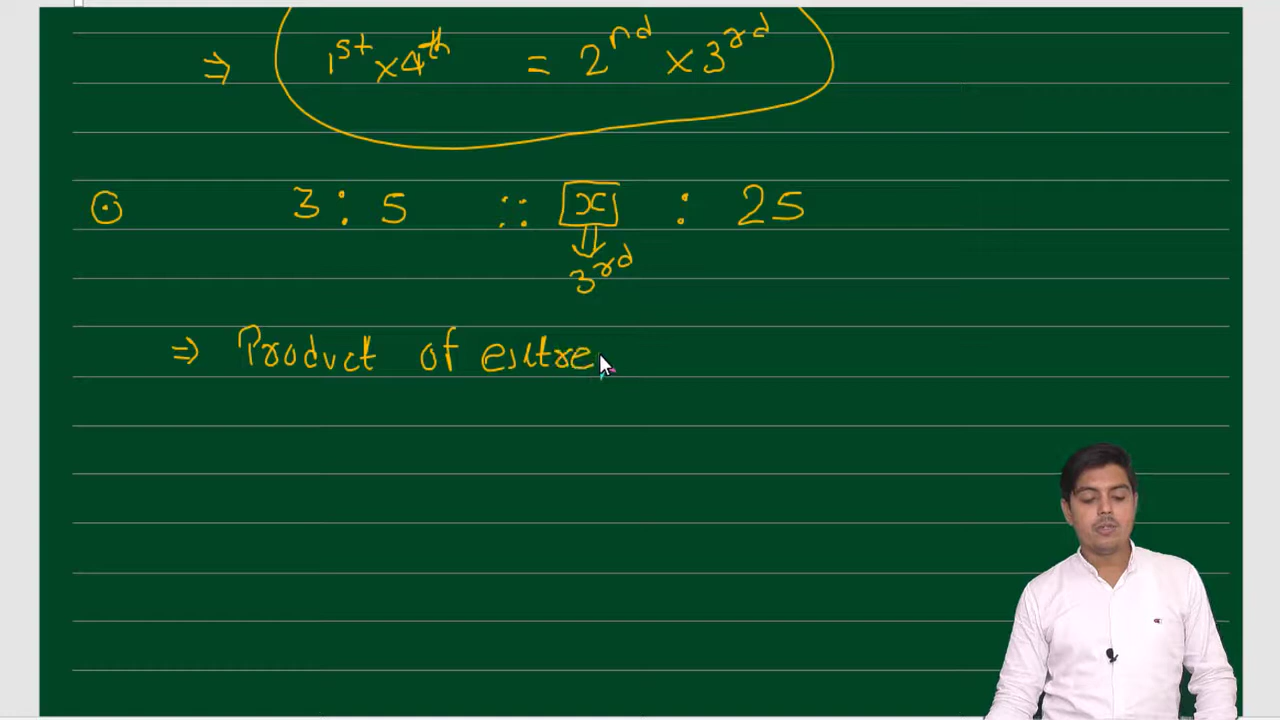 ⇒ 1st × 4th = 2nd × 3rd
⊙ 3 : 5 :: x : 25
⇓
3rd
⇒ Product of extre